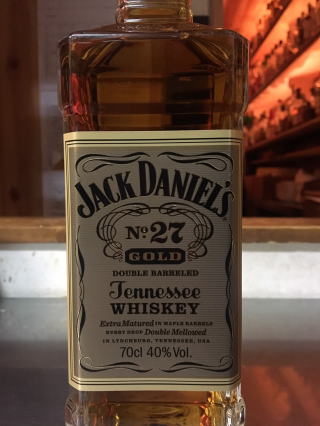 JACK DANIEL'S
No. 27
GOLD
DOUBLE BARRELED
Tennessee
WHISKEY
Extra Matured IN MAPLE BARRELS
EVERY DROP Double Mellowed
IN LYNCHBURG, TENNESSEE, USA
70cl 40% Vol.